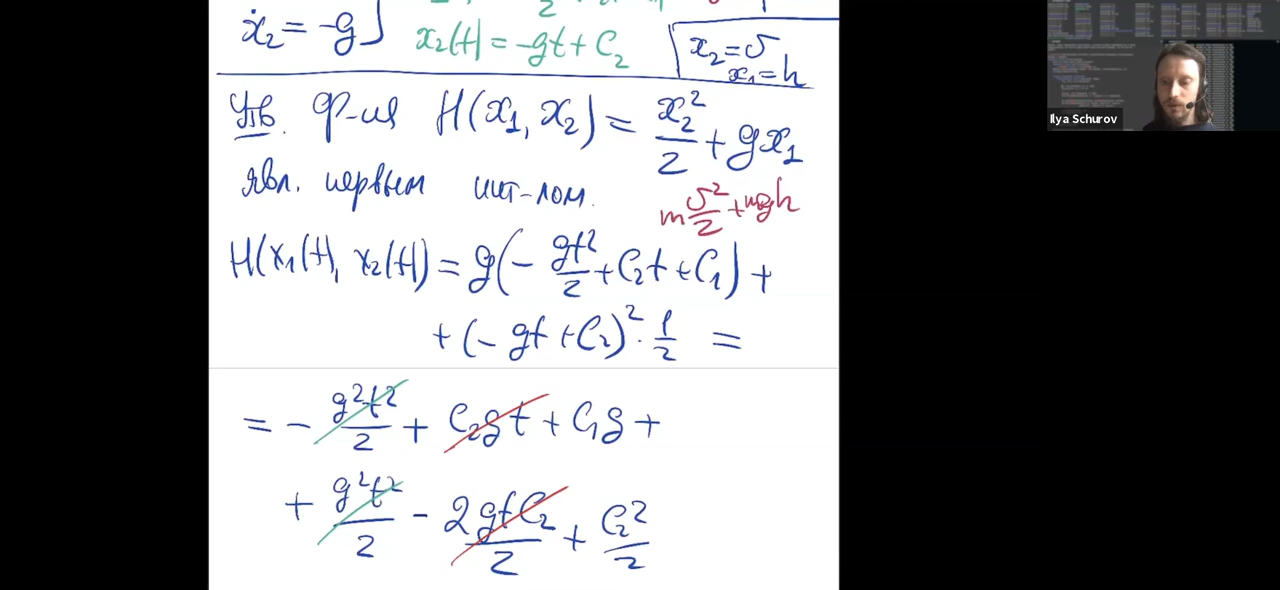 ẋ₂ = -g
x₂(t) = -gt + C₂
x₂ = v
x₁ = h
Утв. ф-ия H(x₁, x₂) = x₂²/2 + gx₁
явл. первым инт-лом.
m v²/2 + mgh
H(x₁(t), x₂(t)) = g(- gt²/2 + C₂t + C₁) +
+ (- gt + C₂)² · 1/2 =
= - g²t²/2 + C₂gt + C₁g +
+ g²t²/2 - 2gtC₂/2 + C₂²/2
Ilya Schurov